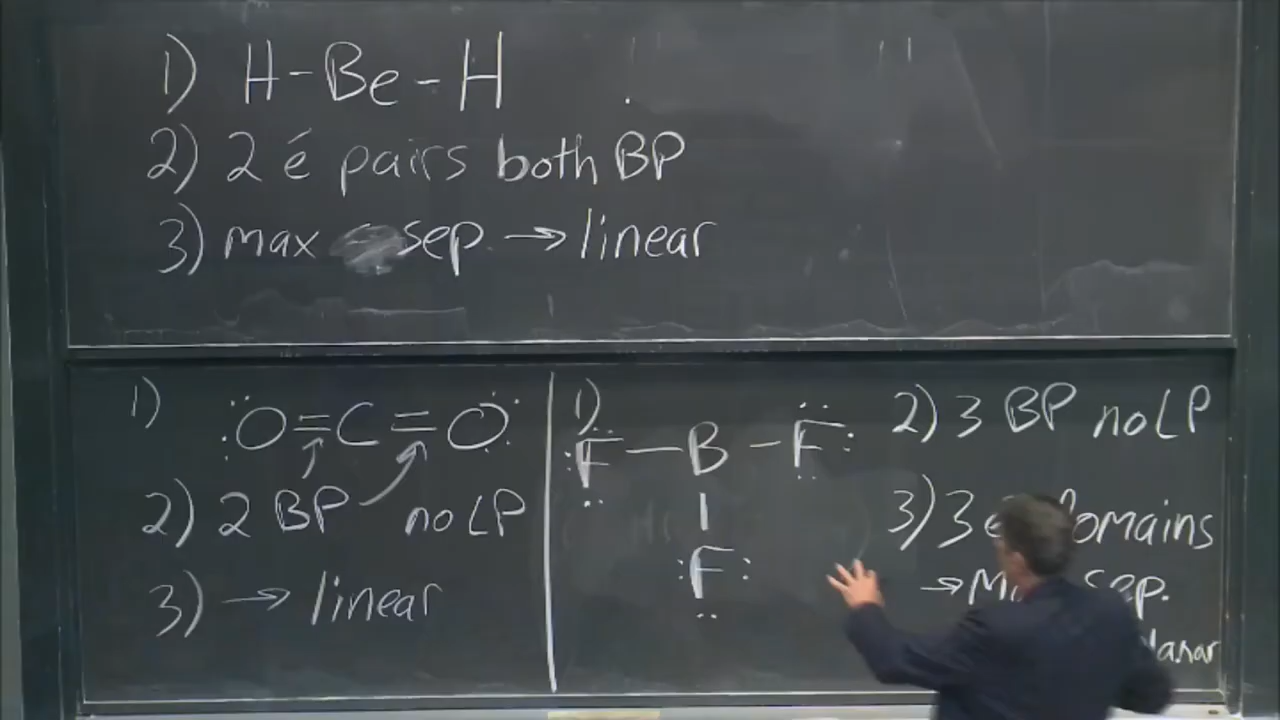 1) H-Be-H
2) 2 é pairs both BP
3) max sep → linear
1)
:Ö=C=Ö:
2) 2 BP no LP
3) → linear
1)
:F—B—F:
:F:
2) 3 BP no LP
3) 3 e domains
→ sep.